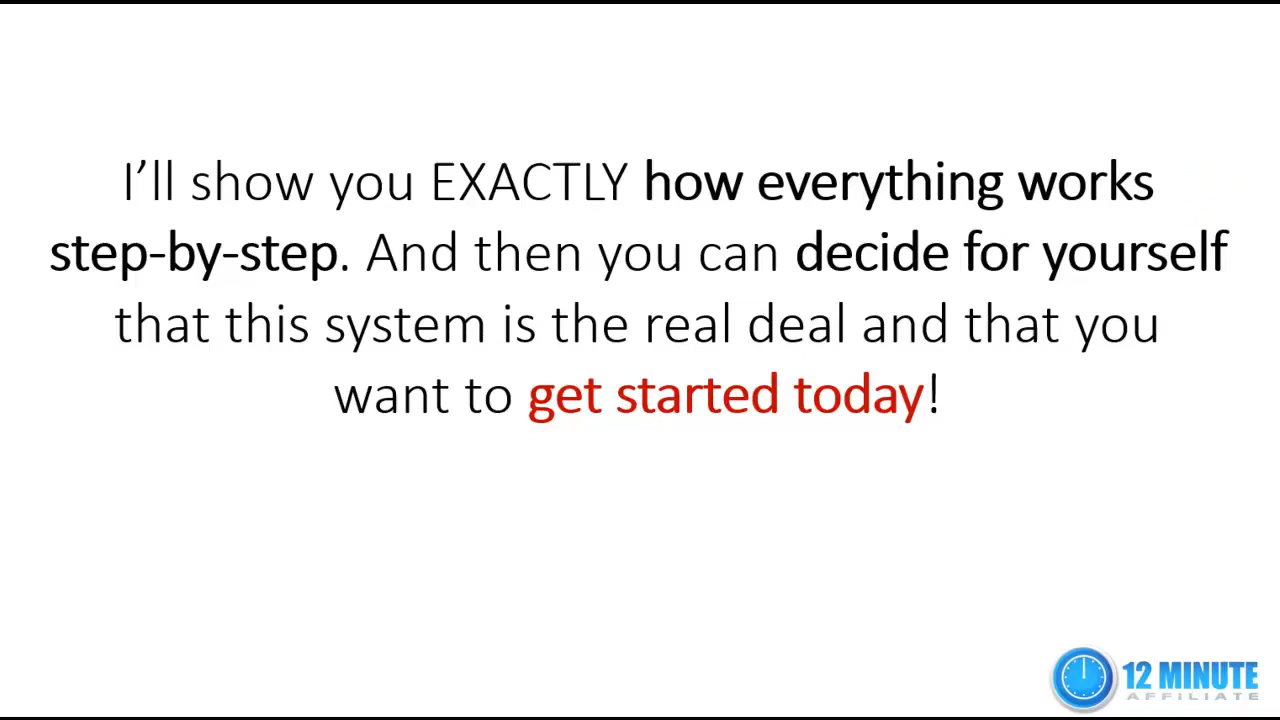 I’ll show you EXACTLY how everything works
step-by-step. And then you can decide for yourself
that this system is the real deal and that you
want to get started today!
12 MINUTE
AFFILIATE